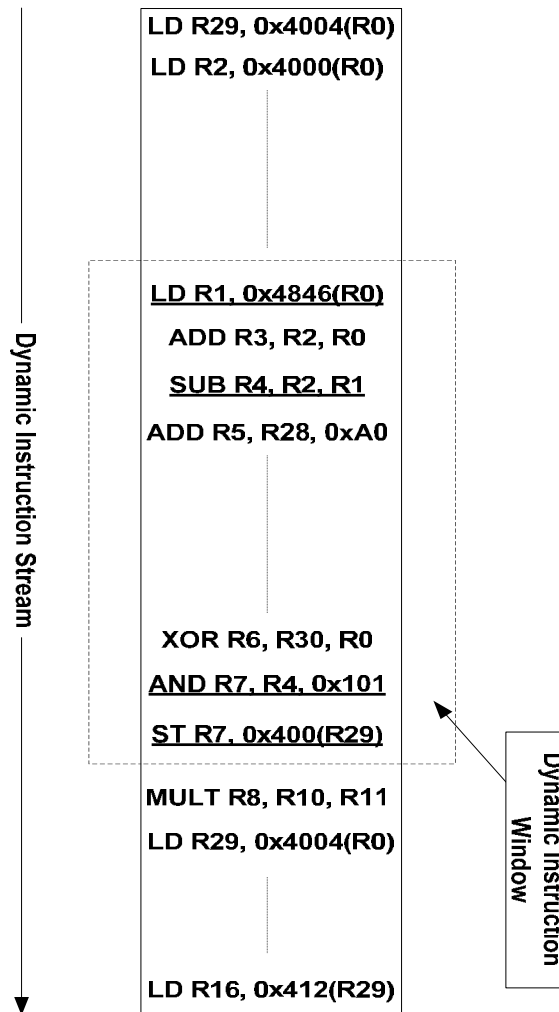 LD R29, 0x4004(R0)
LD R2, 0x4000(R0)
LD R1, 0x4846(R0)
ADD R3, R2, R0
SUB R4, R2, R1
ADD R5, R28, 0xA0
XOR R6, R30, R0
AND R7, R4, 0x101
ST R7, 0x400(R29)
MULT R8, R10, R11
LD R29, 0x4004(R0)
LD R16, 0x412(R29)
Dynamic Instruction Stream
Dynamic Instruction
Window